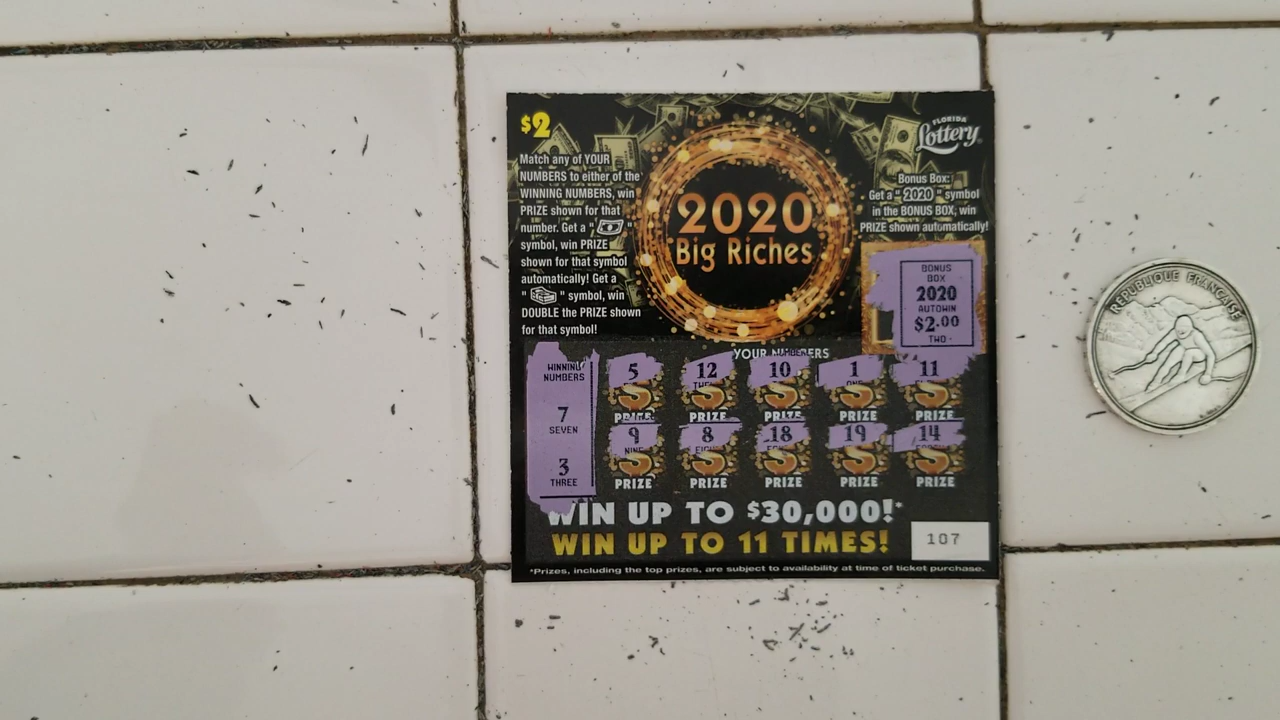 $2
Match any of YOUR
NUMBERS to either of the
WINNING NUMBERS, win
PRIZE shown for that
number. Get a " "
symbol, win PRIZE
shown for that symbol
automatically! Get a
" " symbol, win
DOUBLE the PRIZE shown
for that symbol!
2020
Big Riches
FLORIDA
Lottery
Bonus Box:
Get a " 2020 " symbol
in the BONUS BOX, win
PRIZE shown automatically!
BONUS
BOX
2020
AUTOWIN
$2.00
TWO
YOUR NUMBERS
WINNING
NUMBERS
7
SEVEN
3
THREE
5 12 10 1 11
$ $ $ $ $
PRIZE PRIZE PRIZE PRIZE PRIZE
9 8 18 19 14
$ $ $ $ $
PRIZE PRIZE PRIZE PRIZE PRIZE
WIN UP TO $30,000!*
WIN UP TO 11 TIMES!
107
*Prizes, including the top prizes, are subject to availability at time of ticket purchase.
REPUBLIQUE FRANÇAISE